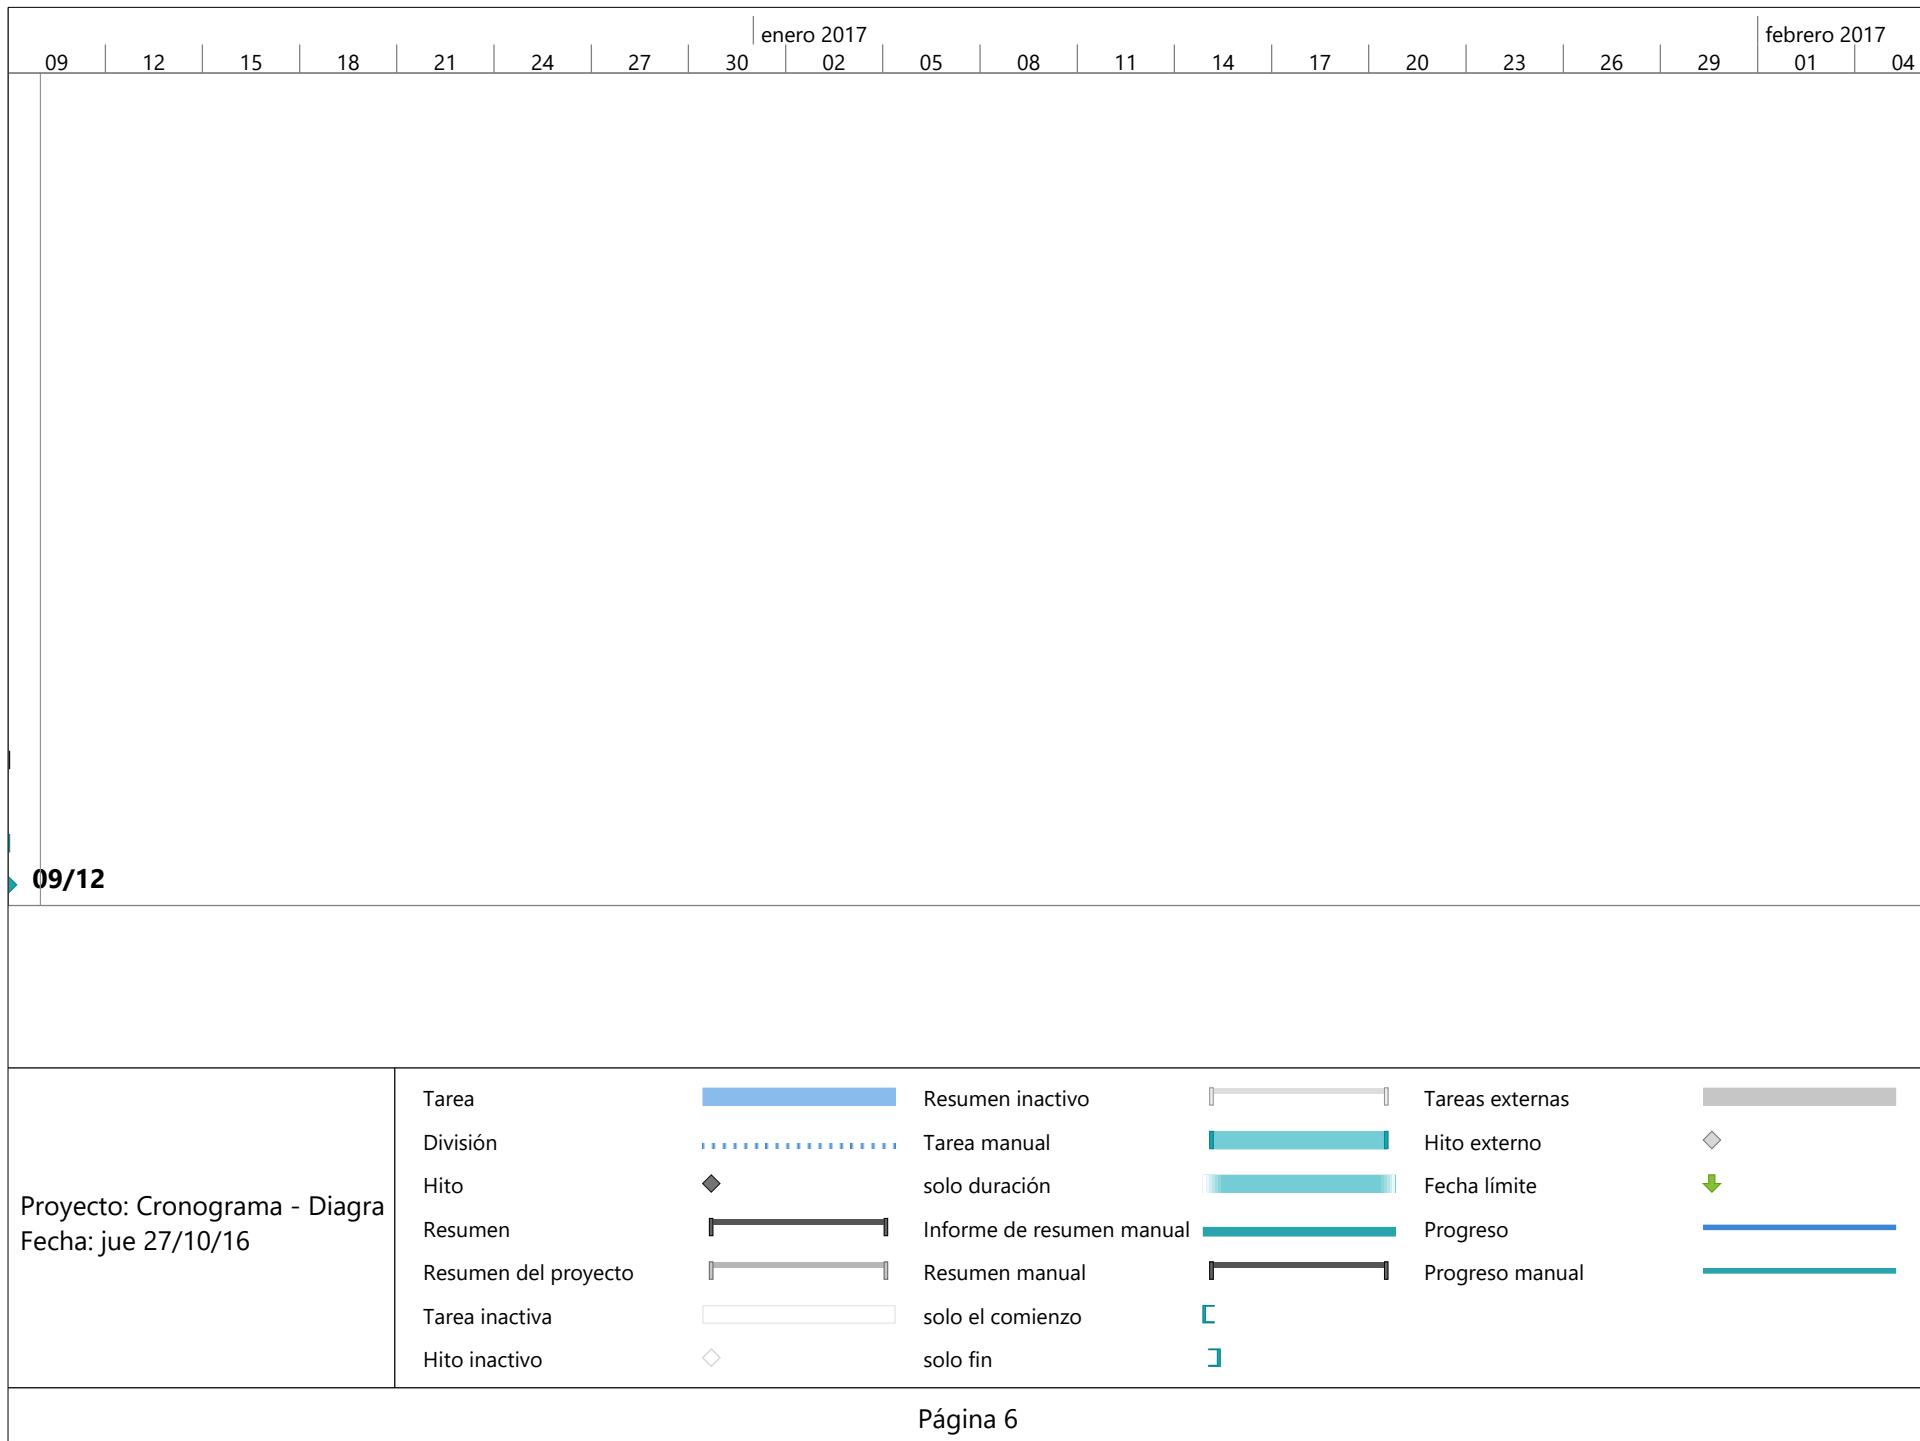 enero 2017 febrero 2017
09 12 15 18 21 24 27 30 02 05 08 11 14 17 20 23 26 29 01 04
09/12
Proyecto: Cronograma - Diagra
Fecha: jue 27/10/16
Tarea
División
Hito
Resumen
Resumen del proyecto
Tarea inactiva
Hito inactivo
Resumen inactivo
Tarea manual
solo duración
Informe de resumen manual
Resumen manual
solo el comienzo
solo fin
Tareas externas
Hito externo
Fecha límite
Progreso
Progreso manual
Página 6